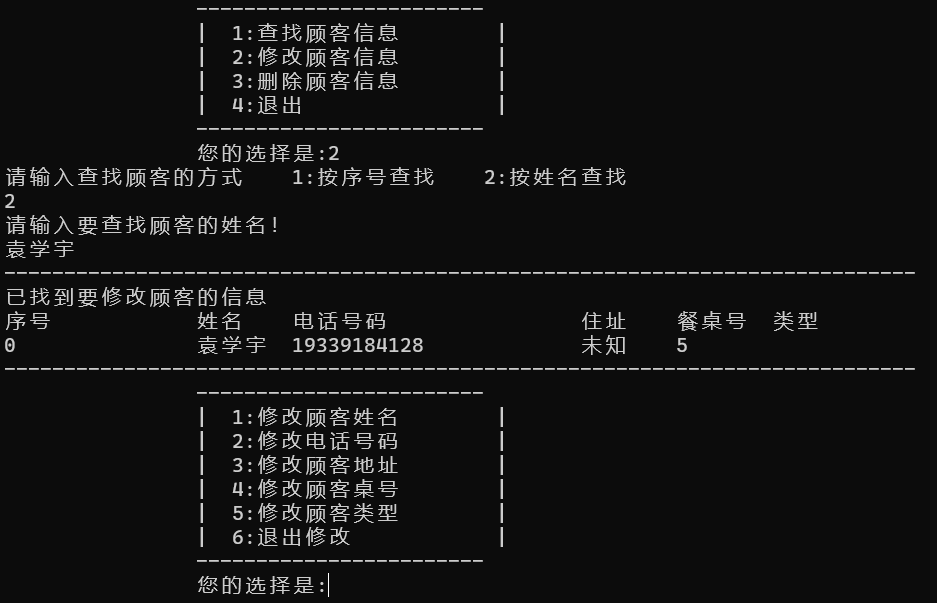 ------------------------
|  1:查找顾客信息        |
|  2:修改顾客信息        |
|  3:删除顾客信息        |
|  4:退出                |
------------------------
您的选择是:2
请输入查找顾客的方式    1:按序号查找    2:按姓名查找
2
请输入要查找顾客的姓名!
袁学宇
----------------------------------------------------------------------------
已找到要修改顾客的信息
序号            姓名    电话号码                住址    餐桌号  类型
0               袁学宇  19339184128             未知    5
----------------------------------------------------------------------------
------------------------
|  1:修改顾客姓名        |
|  2:修改电话号码        |
|  3:修改顾客地址        |
|  4:修改顾客桌号        |
|  5:修改顾客类型        |
|  6:退出修改            |
------------------------
您的选择是: